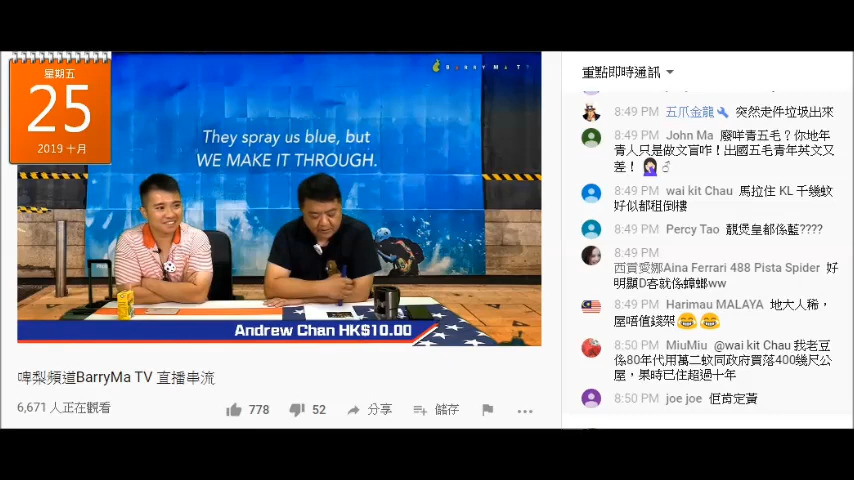 星期五
25
2019 十月
BARRY MA TV
They spray us blue, but
WE MAKE IT THROUGH.
Andrew Chan HK$10.00
啤梨頻道BarryMa TV 直播串流
6,671 人正在觀看
778
52
分享
儲存
重點即時通訊
8:49 PM 五爪金龍 突然走件垃圾出來
8:49 PM John Ma 廢咩青五毛？你地年
青人只是做文盲咋！出國五毛青年英文又
差！
8:49 PM wai kit Chau 馬拉住 KL 千幾蚊
好似都租倒樓
8:49 PM Percy Tao 靚煲皇都係藍????
8:49 PM
西貢愛娜Aina Ferrari 488 Pista Spider 好
明顯D客就係蟑螂ww
8:49 PM Harimau MALAYA 地大人稀，
屋唔值錢架
8:50 PM MiuMiu @wai kit Chau 我老豆
係80年代用萬二蚊同政府買落400幾尺公
屋，果時已住超過十年
8:50 PM joe joe 佢肯定黃